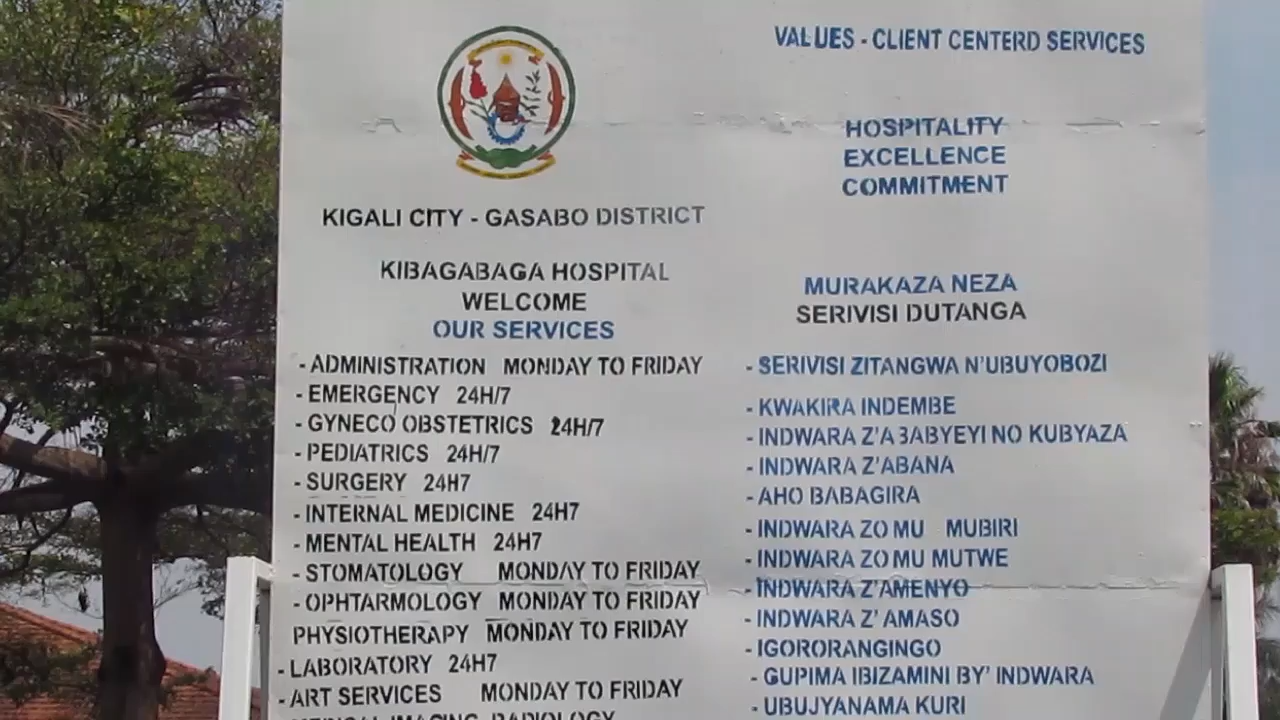 VALUES - CLIENT CENTERD SERVICES
HOSPITALITY
EXCELLENCE
COMMITMENT
KIGALI CITY - GASABO DISTRICT
KIBAGABAGA HOSPITAL
WELCOME
OUR SERVICES
- ADMINISTRATION MONDAY TO FRIDAY
- EMERGENCY 24H/7
- GYNECO OBSTETRICS 24H/7
- PEDIATRICS 24H/7
- SURGERY 24H7
- INTERNAL MEDICINE 24H7
- MENTAL HEALTH 24H7
- STOMATOLOGY MONDAY TO FRIDAY
- OPHTARMOLOGY MONDAY TO FRIDAY
PHYSIOTHERAPY MONDAY TO FRIDAY
- LABORATORY 24H7
- ART SERVICES MONDAY TO FRIDAY
MEDICAL IMAGING RADIOLOGY
MURAKAZA NEZA
SERIVISI DUTANGA
- SERIVISI ZITANGWA N'UBUYOBOZI
- KWAKIRA INDEMBE
- INDWARA Z'ABABYEYI NO KUBYAZA
- INDWARA Z'ABANA
- AHO BABAGIRA
- INDWARA ZO MU MUBIRI
- INDWARA ZO MU MUTWE
- INDWARA Z'AMENYO
- INDWARA Z' AMASO
- IGORORANGINGO
- GUPIMA IBIZAMINI BY' INDWARA
- UBUJYANAMA KURI